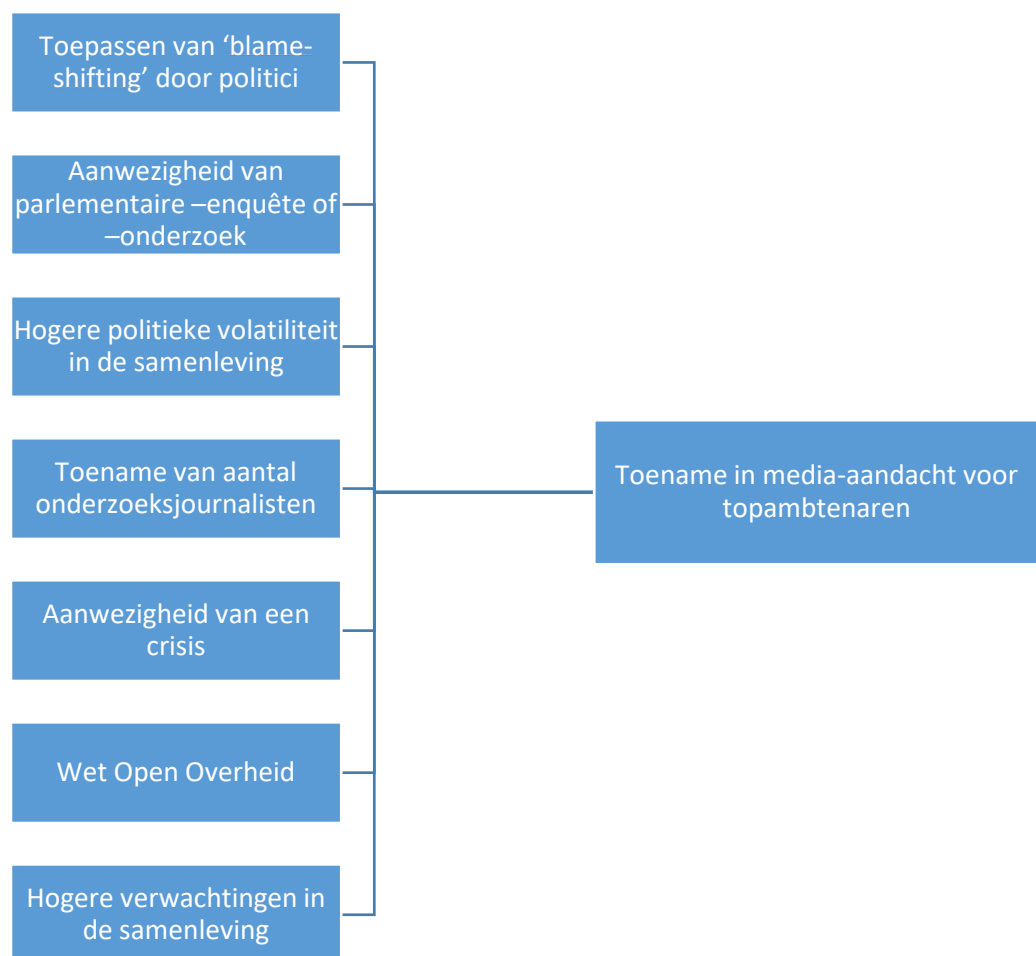 Toepassen van ‘blame-
shifting’ door politici
Aanwezigheid van
parlementaire –enquête of
–onderzoek
Hogere politieke volatiliteit
in de samenleving
Toename van aantal
onderzoeksjournalisten
Aanwezigheid van een
crisis
Wet Open Overheid
Hogere verwachtingen in
de samenleving
Toename in media-aandacht voor
topambtenaren